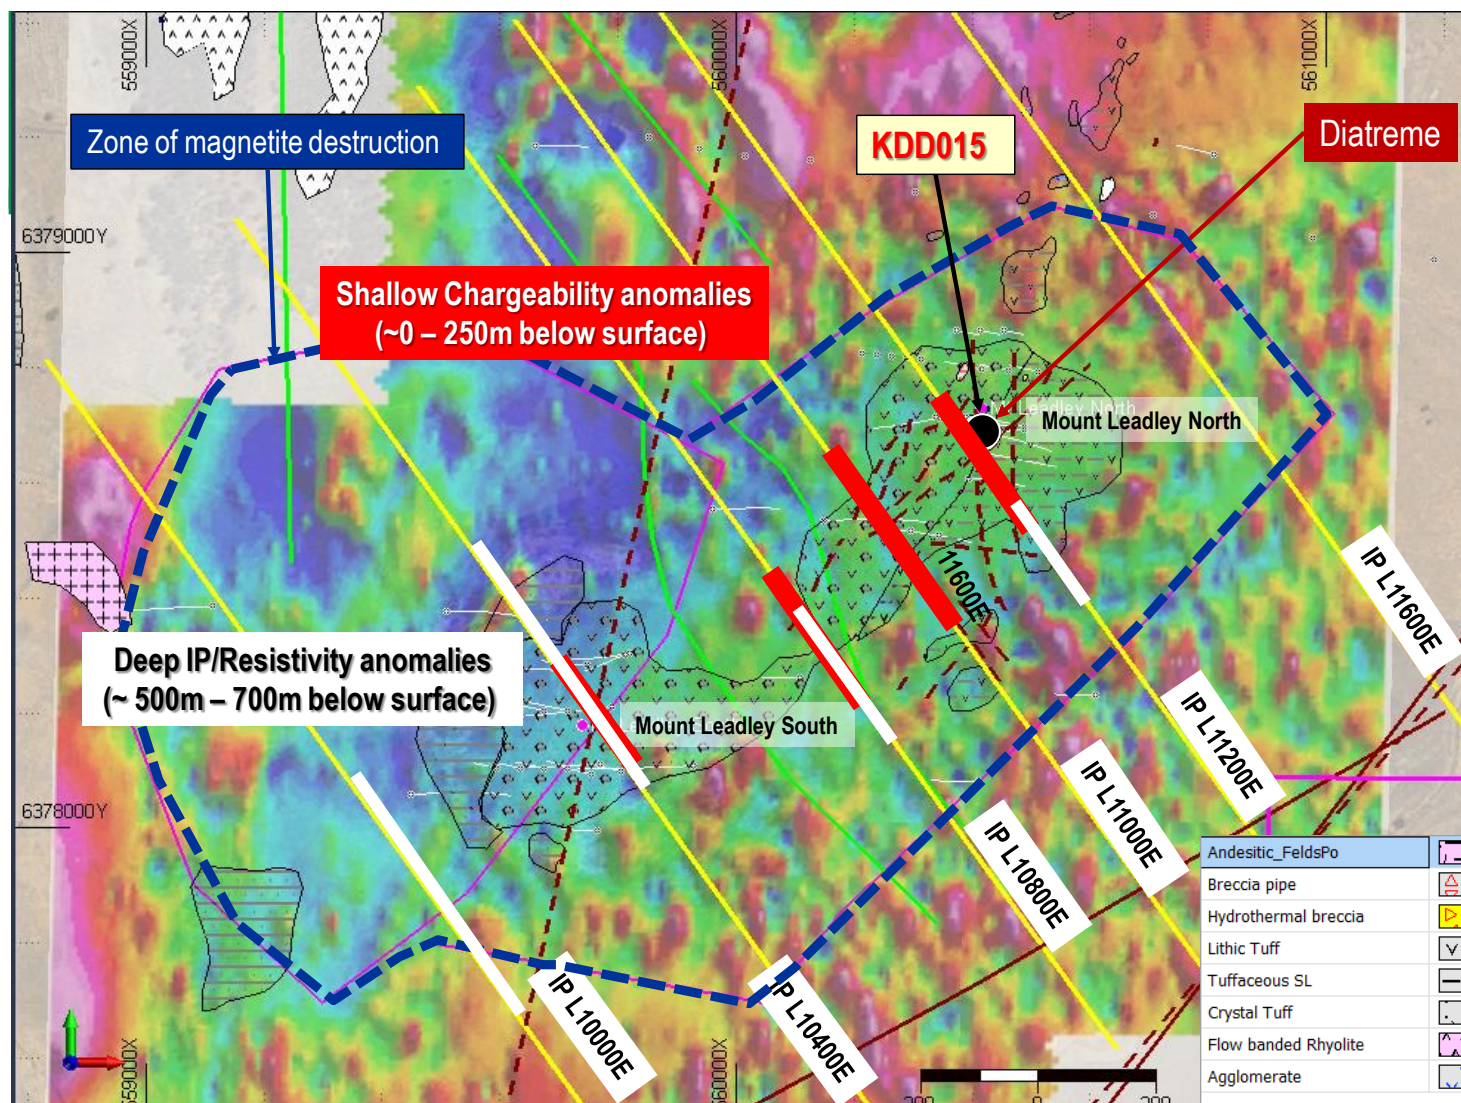 559000X
560000X
561000X
Zone of magnetite destruction
KDD015
Diatreme
6379000Y
Shallow Chargeability anomalies
(~0 – 250m below surface)
Mount Leadley North
11600E
IP L11600E
Deep IP/Resistivity anomalies
(~ 500m – 700m below surface)
Mount Leadley South
IP L11200E
6378000Y
IP L11000E
IP L10800E
IP L10400E
IP L10000E
Andesitic_FeldsPo
Breccia pipe
Hydrothermal breccia
Lithic Tuff
Tuffaceous SL
Crystal Tuff
Flow banded Rhyolite
Agglomerate
559000X
560000X
200 0 200